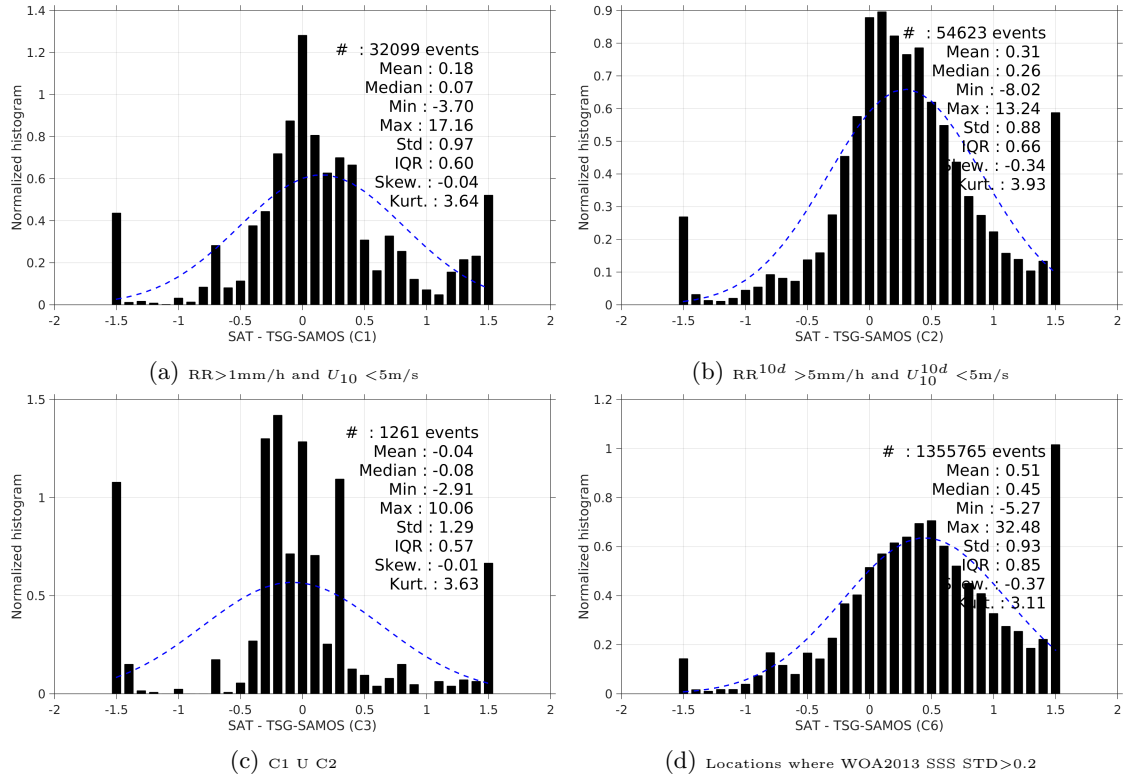 Normalized histogram
1.4
1.2
1
0.8
0.6
0.4
0.2
0
-2
-1.5
-1
-0.5
0
0.5
1
1.5
2
SAT - TSG-SAMOS (C1)
# : 32099 events
Mean : 0.18
Median : 0.07
Min : -3.70
Max : 17.16
Std : 0.97
IQR : 0.60
Skew. : -0.04
Kurt. : 3.64
(a) RR>1mm/h and U10 <5m/s
Normalized histogram
0.9
0.8
0.7
0.6
0.5
0.4
0.3
0.2
0.1
0
-2
-1.5
-1
-0.5
0
0.5
1
1.5
2
SAT - TSG-SAMOS (C2)
# : 54623 events
Mean : 0.31
Median : 0.26
Min : -8.02
Max : 13.24
Std : 0.88
IQR : 0.66
Skew. : -0.34
Kurt. : 3.93
(b) RR10d >5mm/h and U10d10 <5m/s
Normalized histogram
1.5
1
0.5
0
-2
-1.5
-1
-0.5
0
0.5
1
1.5
2
SAT - TSG-SAMOS (C3)
# : 1261 events
Mean : -0.04
Median : -0.08
Min : -2.91
Max : 10.06
Std : 1.29
IQR : 0.57
Skew. : -0.01
Kurt. : 3.63
(c) C1 U C2
Normalized histogram
1.2
1
0.8
0.6
0.4
0.2
0
-2
-1.5
-1
-0.5
0
0.5
1
1.5
2
SAT - TSG-SAMOS (C6)
# : 1355765 events
Mean : 0.51
Median : 0.45
Min : -5.27
Max : 32.48
Std : 0.93
IQR : 0.85
Skew. : -0.37
Kurt. : 3.11
(d) Locations where WOA2013 SSS STD>0.2